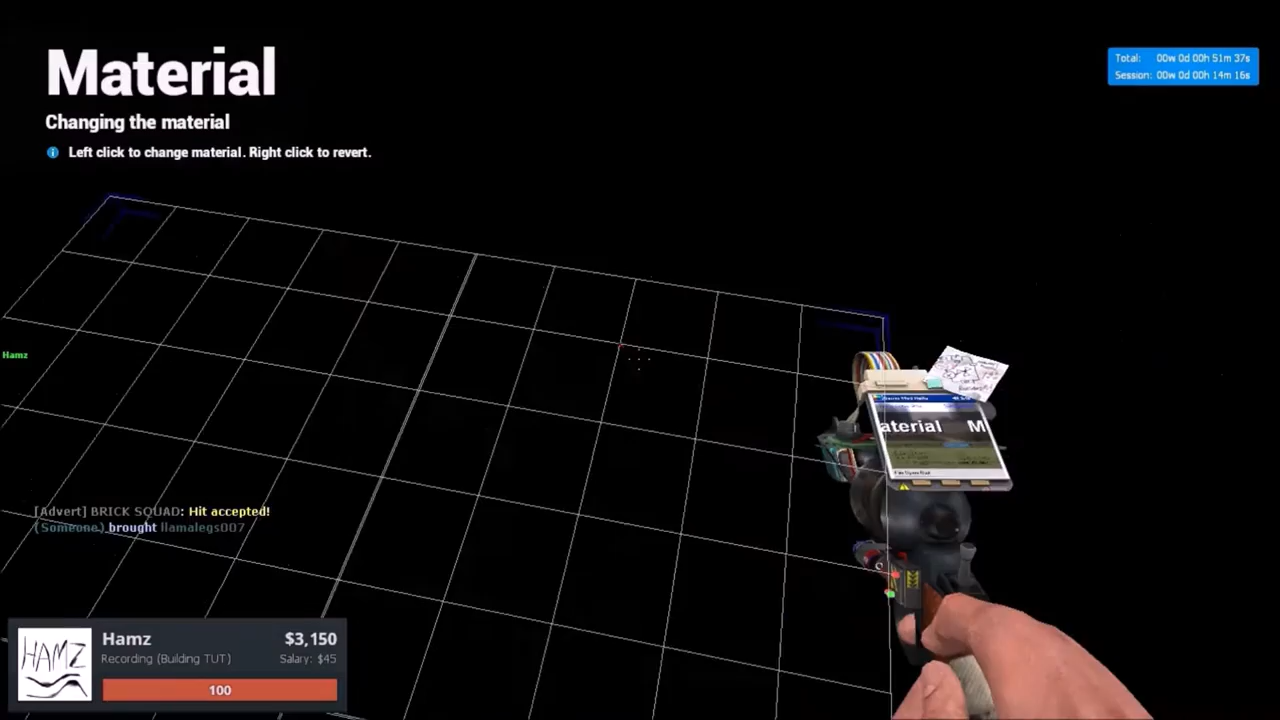 Material
Changing the material
Left click to change material. Right click to revert.
Total: 00w 0d 00h 51m 37s
Session: 00w 0d 00h 14m 16s
Hamz
aterial M
[Advert] BRICK SQUAD: Hit accepted!
(Someone) brought llamalegs007
HAMZ
Hamz
$3,150
Recording (Building TUT)
Salary: $45
100